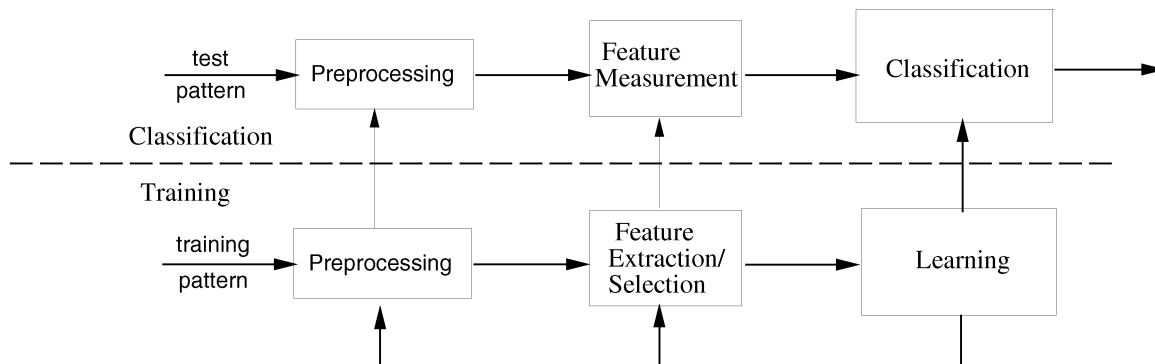 test
pattern
Preprocessing
Feature
Measurement
Classification
Classification
Training
training
pattern
Preprocessing
Feature
Extraction/
Selection
Learning